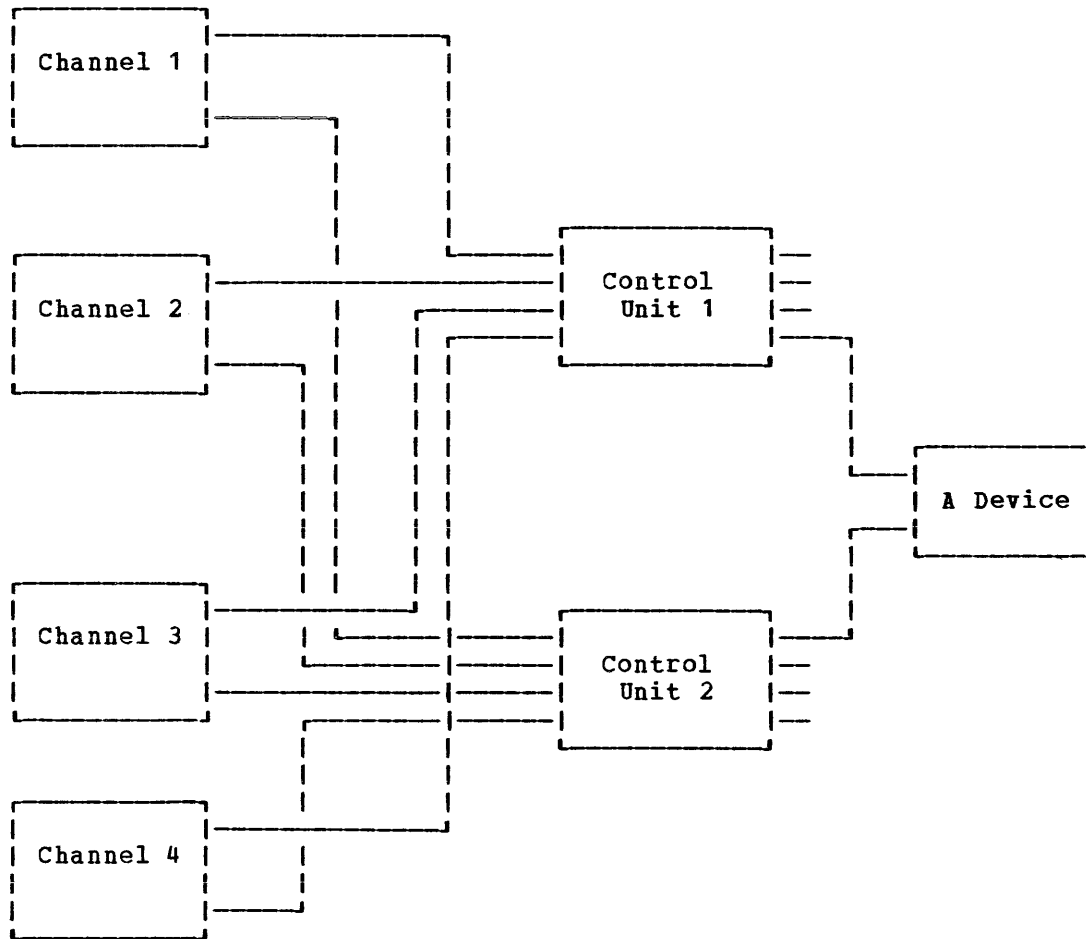 Channel 1
Channel 2
Control
Unit 1
A Device
Channel 3
Control
Unit 2
Channel 4